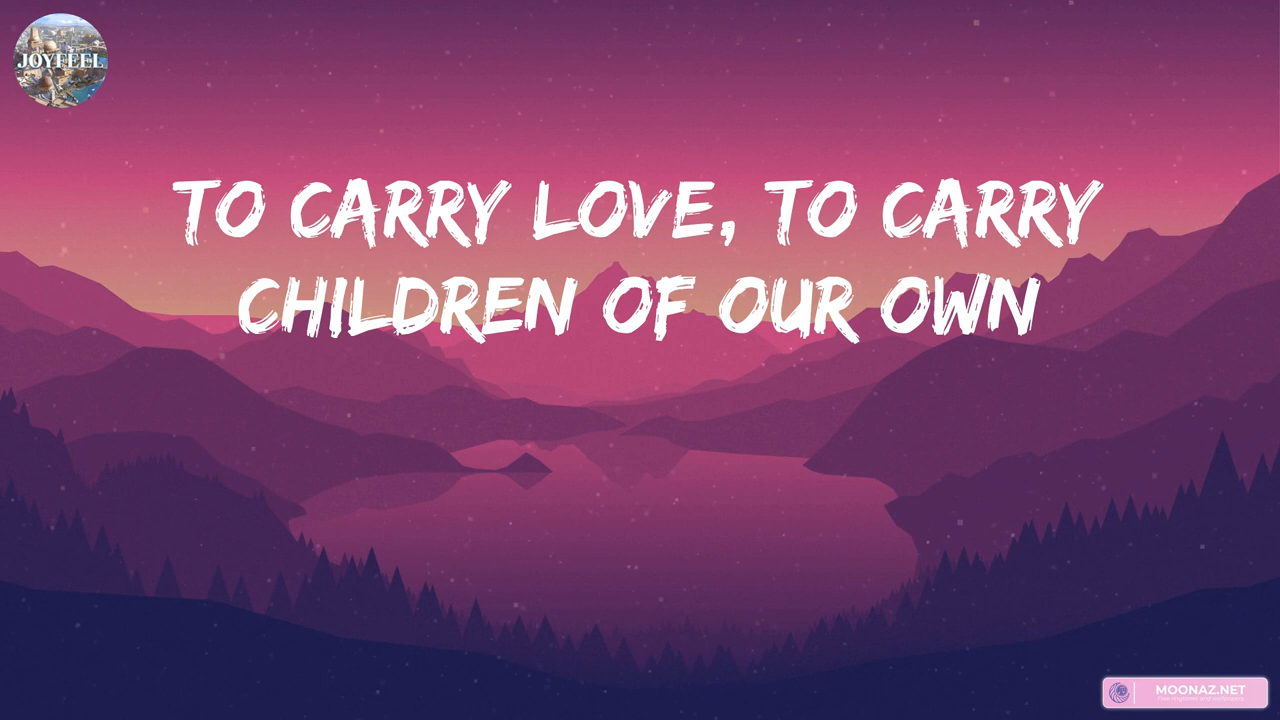 JOYFEEL
TO CARRY LOVE, TO CARRY
CHILDREN OF OUR OWN
MOONAZ.NET